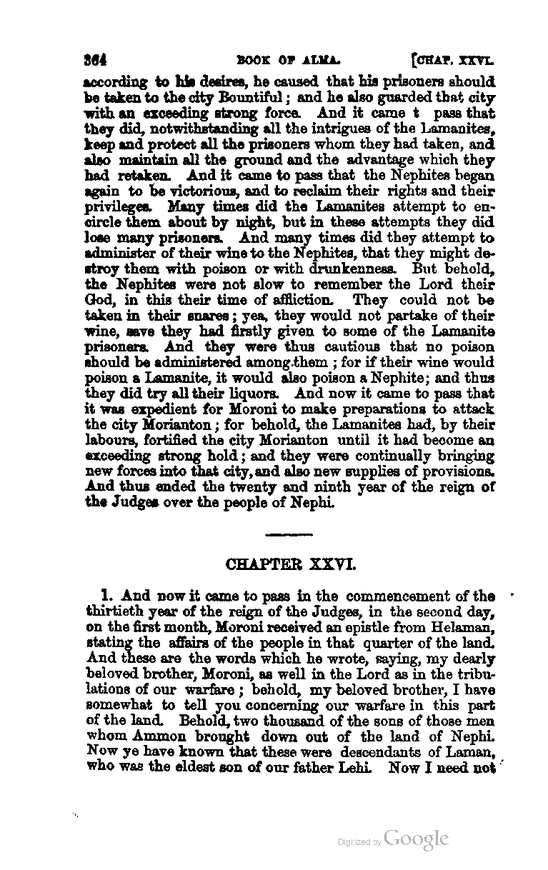 364 BOOK OF ALMA. [CHAP. XXVI.
according to his desires, he caused that his prisoners should
be taken to the city Bountiful; and he also guarded that city
with an exceeding strong force. And it came t pass that
they did, notwithstanding all the intrigues of the Lamanites,
keep and protect all the prisoners whom they had taken, and
also maintain all the ground and the advantage which they
had retaken. And it came to pass that the Nephites began
again to be victorious, and to reclaim their rights and their
privileges. Many times did the Lamanites attempt to en-
circle them about by night, but in these attempts they did
lose many prisoners. And many times did they attempt to
administer of their wine to the Nephites, that they might de-
stroy them with poison or with drunkenness. But behold,
the Nephites were not slow to remember the Lord their
God, in this their time of affliction. They could not be
taken in their snares; yea, they would not partake of their
wine, save they had firstly given to some of the Lamanite
prisoners. And they were thus cautious that no poison
should be administered among them; for if their wine would
poison a Lamanite, it would also poison a Nephite; and thus
they did try all their liquors. And now it came to pass that
it was expedient for Moroni to make preparations to attack
the city Morianton; for behold, the Lamanites had, by their
labours, fortified the city Morianton until it had become an
exceeding strong hold; and they were continually bringing
new forces into that city, and also new supplies of provisions.
And thus ended the twenty and ninth year of the reign of
the Judges over the people of Nephi.
CHAPTER XXVI.
1. And now it came to pass in the commencement of the
thirtieth year of the reign of the Judges, in the second day,
on the first month, Moroni received an epistle from Helaman,
stating the affairs of the people in that quarter of the land.
And these are the words which he wrote, saying, my dearly
beloved brother, Moroni, as well in the Lord as in the tribu-
lations of our warfare; behold, my beloved brother, I have
somewhat to tell you concerning our warfare in this part
of the land. Behold, two thousand of the sons of those men
whom Ammon brought down out of the land of Nephi.
Now ye have known that these were descendants of Laman,
who was the eldest son of our father Lehi. Now I need not
Digitized by Google